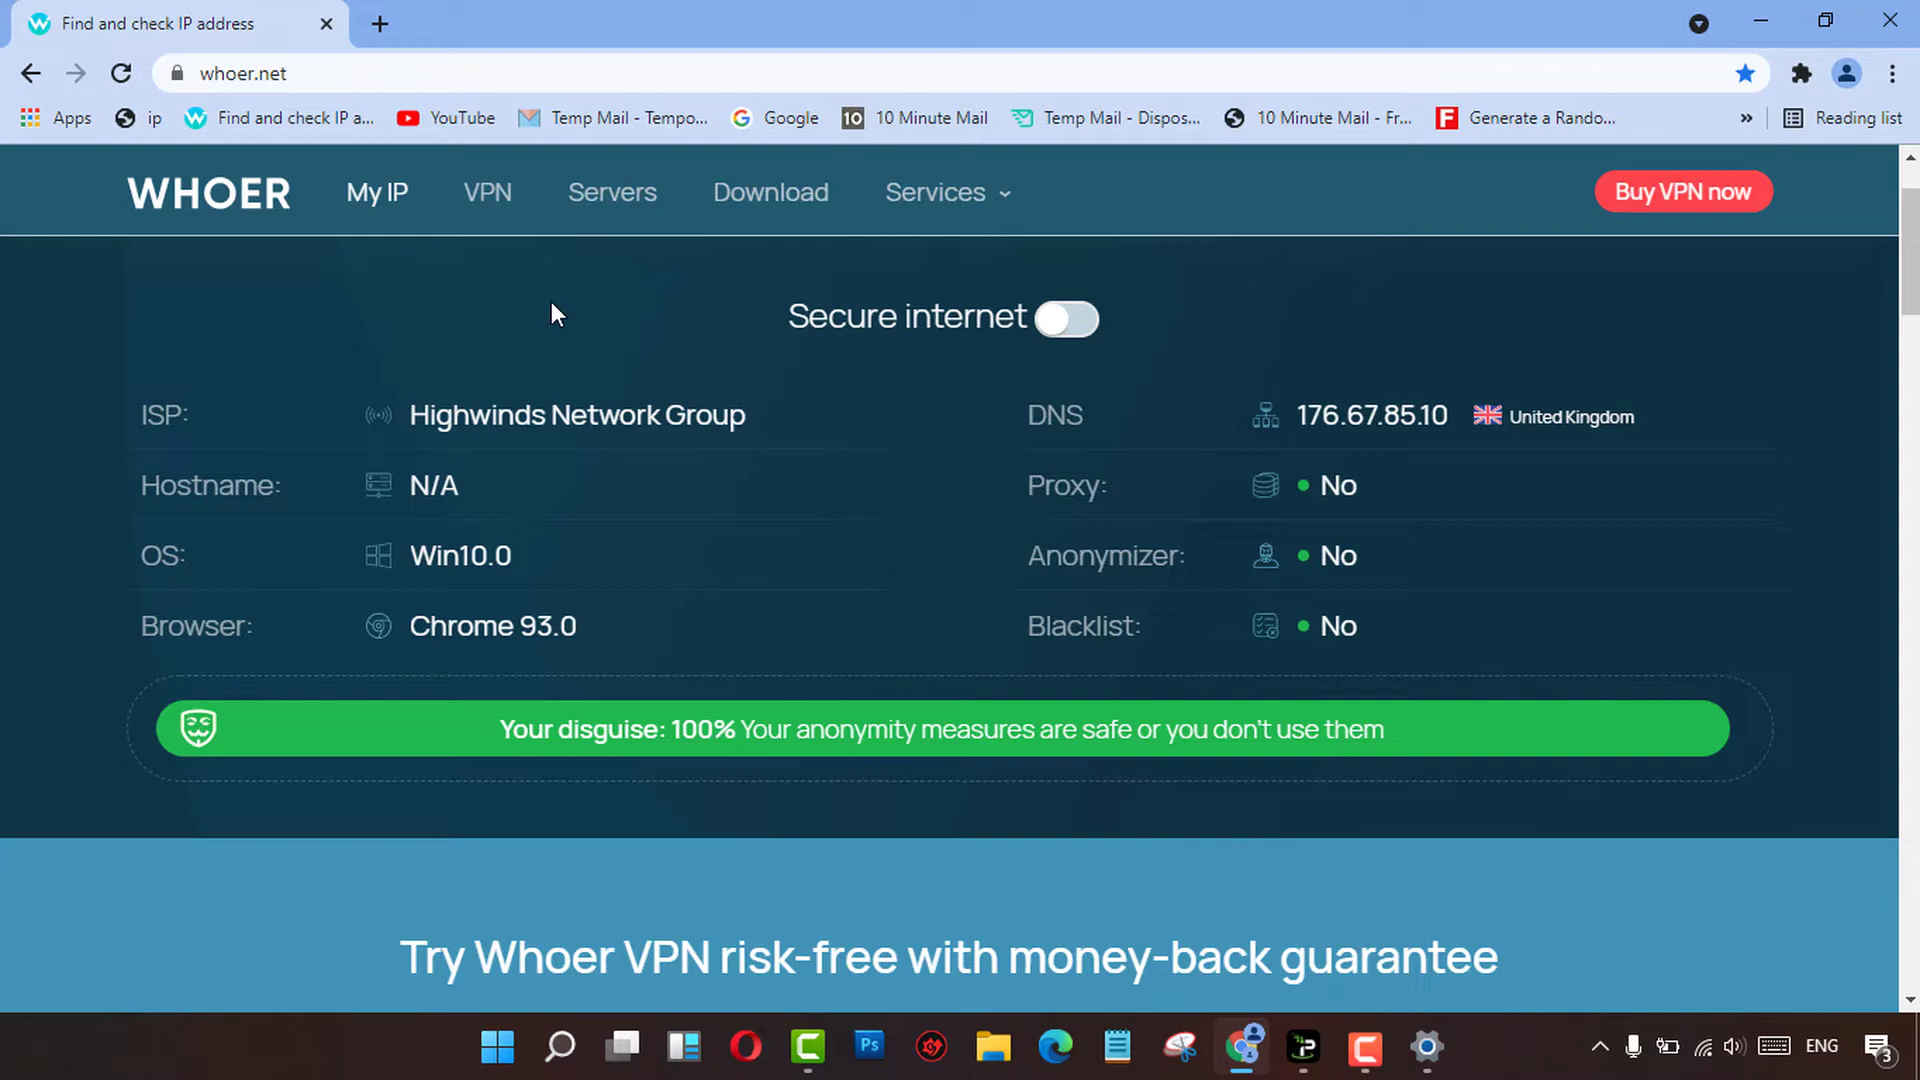 Find and check IP address
whoer.net
Apps
ip
Find and check IP a...
YouTube
Temp Mail - Tempo...
Google
10
10 Minute Mail
Temp Mail - Dispos...
10 Minute Mail - Fr...
F
Generate a Rando...
»
Reading list
WHOER
My IP
VPN
Servers
Download
Services
Buy VPN now
Secure internet
ISP:
Highwinds Network Group
DNS
176.67.85.10
United Kingdom
Hostname:
N/A
Proxy:
No
OS:
Win10.0
Anonymizer:
No
Browser:
Chrome 93.0
Blacklist:
No
Your disguise: 100% Your anonymity measures are safe or you don't use them
Try Whoer VPN risk-free with money-back guarantee
Ps
ENG
3